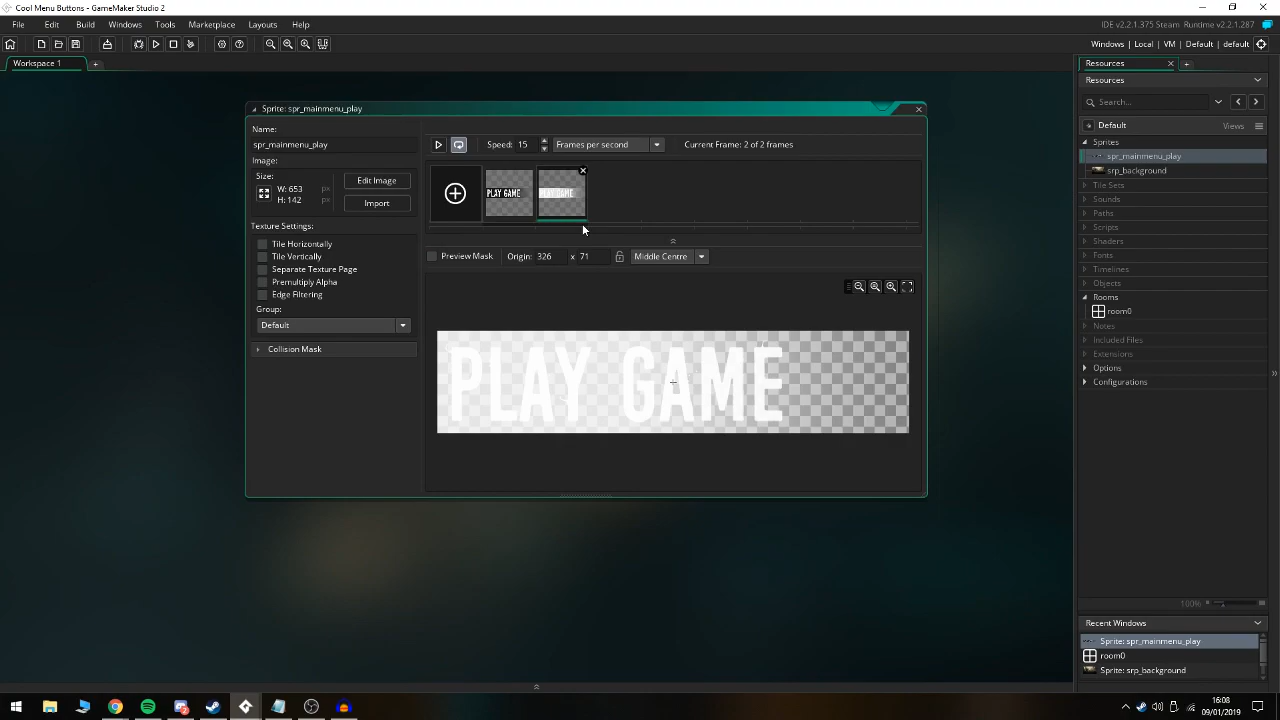 Cool Menu Buttons - GameMaker Studio 2
File Edit Build Windows Tools Marketplace Layouts Help
IDE v2.2.1.375 Steam Runtime v2.2.1.287
Windows | Local | VM | Default | default
Workspace 1
Resources
Resources
Search...
Default Views
Sprites
spr_mainmenu_play
srp_background
Tile Sets
Sounds
Paths
Scripts
Shaders
Fonts
Timelines
Objects
Rooms
room0
Notes
Included Files
Extensions
Options
Configurations
100%
Recent Windows
Sprite: spr_mainmenu_play
room0
Sprite: srp_background
Sprite: spr_mainmenu_play
Name:
spr_mainmenu_play
Image:
Size:
W: 653 px
H: 142 px
Edit Image
Import
Texture Settings:
Tile Horizontally
Tile Vertically
Separate Texture Page
Premultiply Alpha
Edge Filtering
Group:
Default
Collision Mask
Speed: 15 Frames per second Current Frame: 2 of 2 frames
PLAY GAME PLAY GAME
Preview Mask Origin: 326 x 71 Middle Centre
PLAY GAME
16:08
09/01/2019